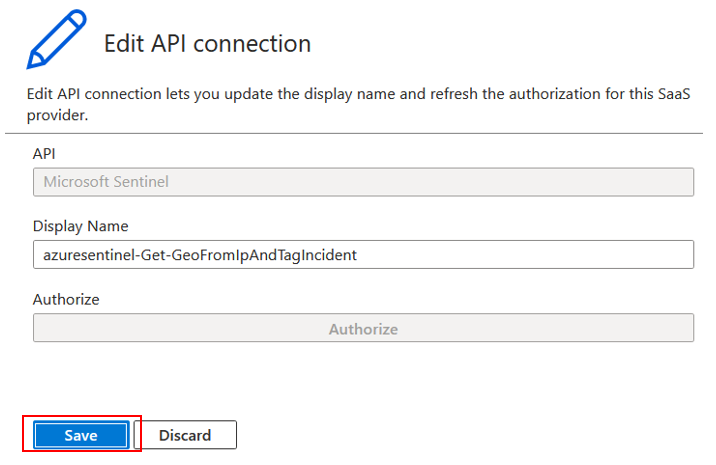 Edit API connection
Edit API connection lets you update the display name and refresh the authorization for this SaaS
provider.
API
Microsoft Sentinel
Display Name
azuresentinel-Get-GeoFromIpAndTagIncident
Authorize
Authorize
Save
Discard